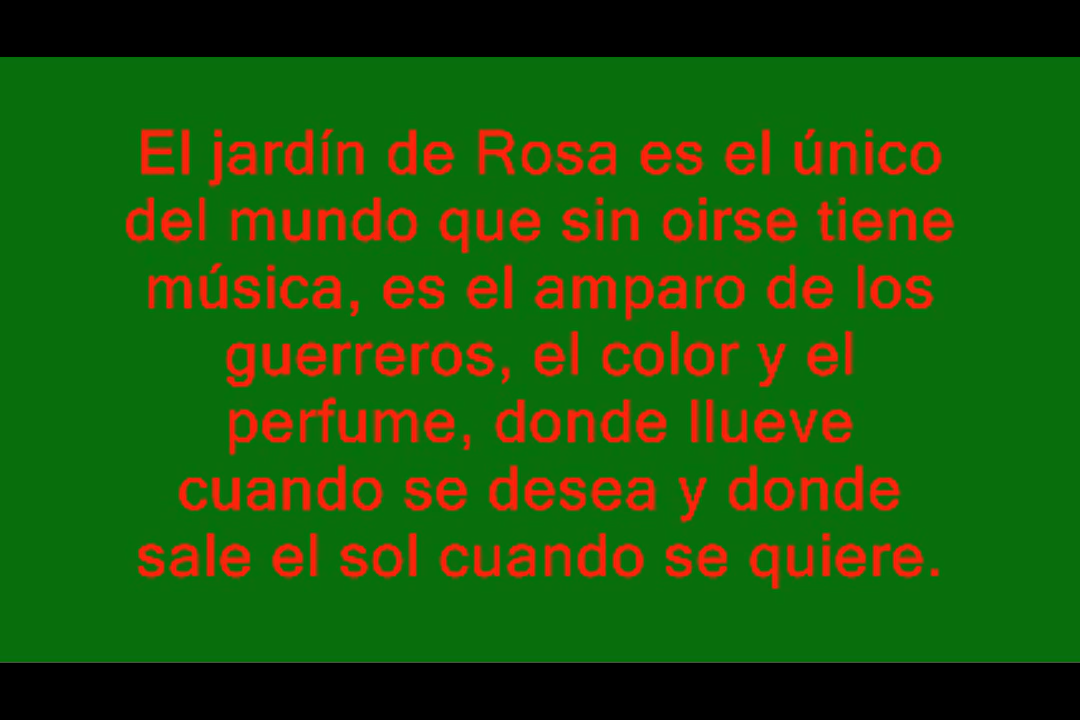 El jardín de Rosa es el único
del mundo que sin oirse tiene
música, es el amparo de los
guerreros, el color y el
perfume, donde llueve
cuando se desea y donde
sale el sol cuando se quiere.